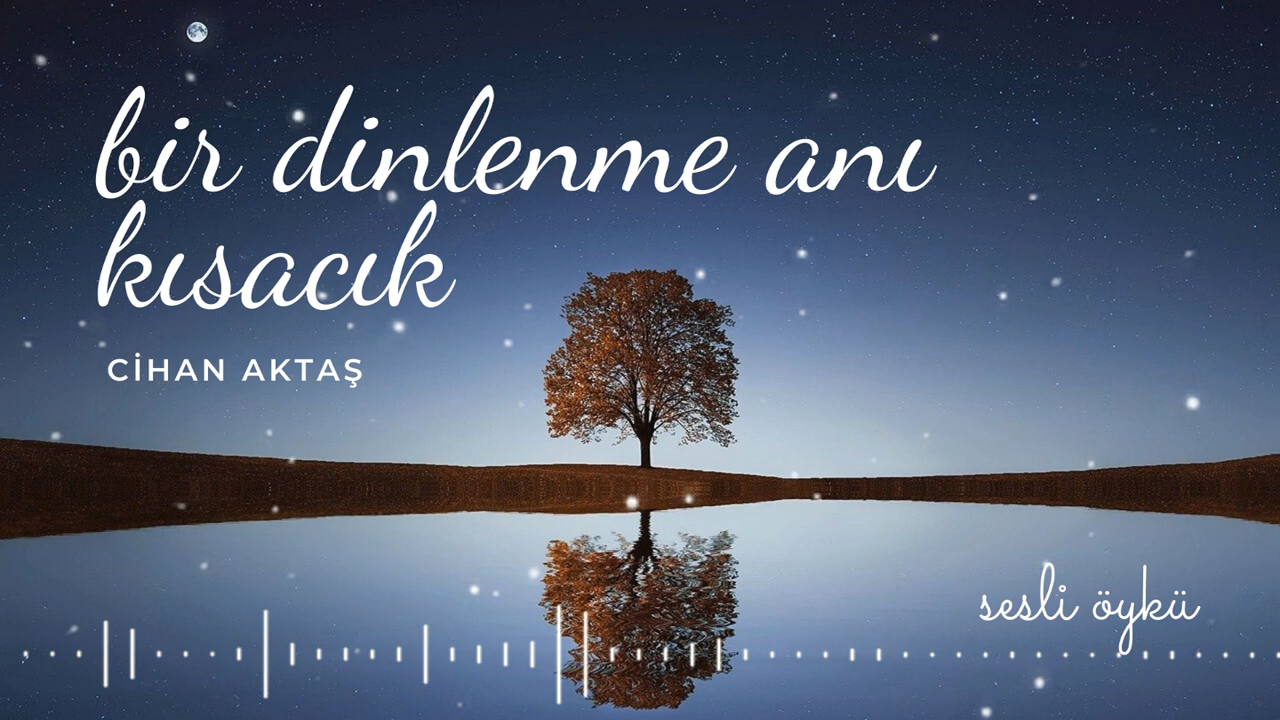 bir dinlenme anı
kısacık
CİHAN AKTAŞ
sesli öykü